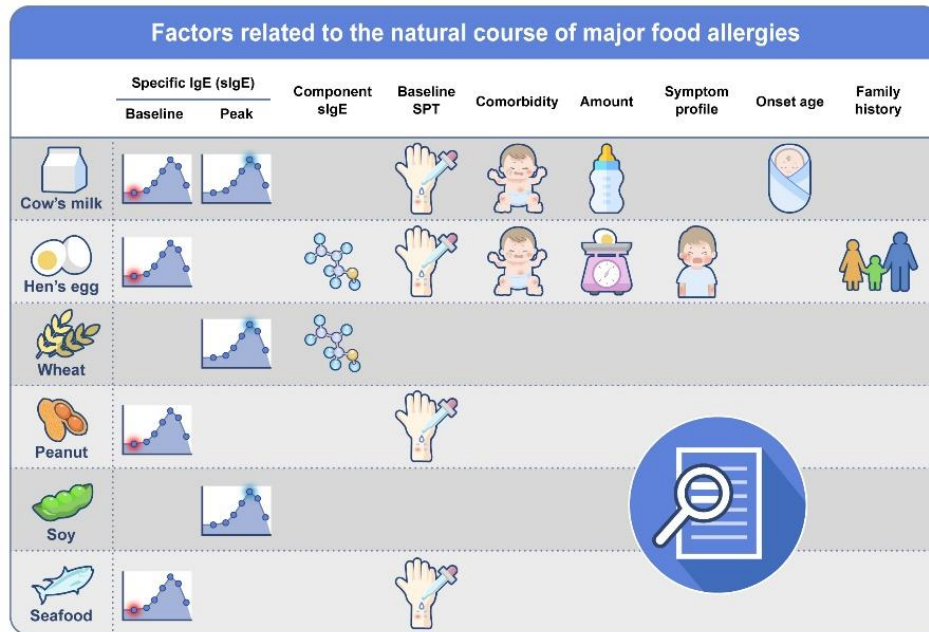 Factors related to the natural course of major food allergies
Specific IgE (sIgE)
Baseline
Peak
Component
sIgE
Baseline
SPT
Comorbidity
Amount
Symptom
profile
Onset age
Family
history
Cow's milk
Hen's egg
Wheat
Peanut
Soy
Seafood